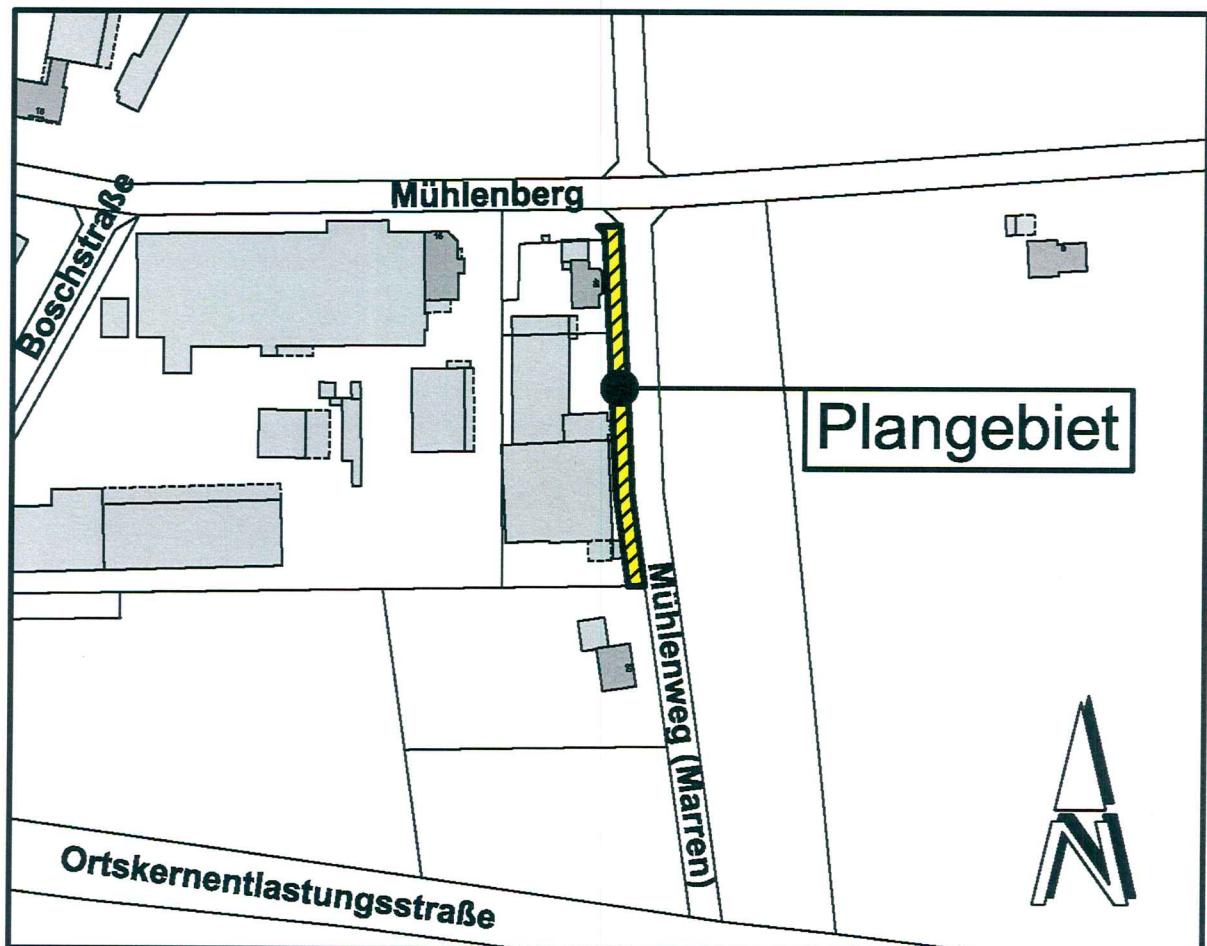 Mühlenberg
Boschstraße
Plangebiet
Mühlenweg (Marren)
Ortskernentlastungsstraße
N